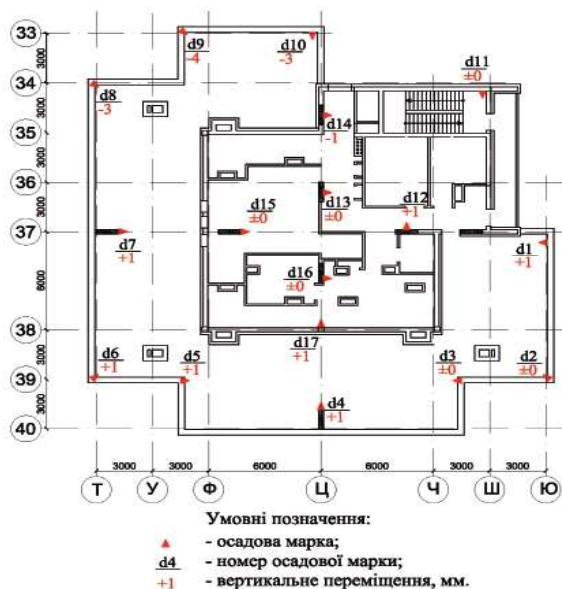 33
d9
-4
d10
-3
3000
d11
±0
34
d8
-3
3000
d14
-1
35
3000
36
d15
±0
d13
±0
d12
+1
3000
37
d7
+1
d1
+1
d16
±0
6000
38
d17
+1
d6
+1
d5
+1
d3
±0
d2
±0
3000
39
d4
+1
3000
40
3000
3000
6000
6000
3000
3000
Т
У
Ф
Ц
Ч
Ш
Ю
Умовні позначення:
- осадова марка;
d4 - номер осадової марки;
+1 - вертикальне переміщення, мм.